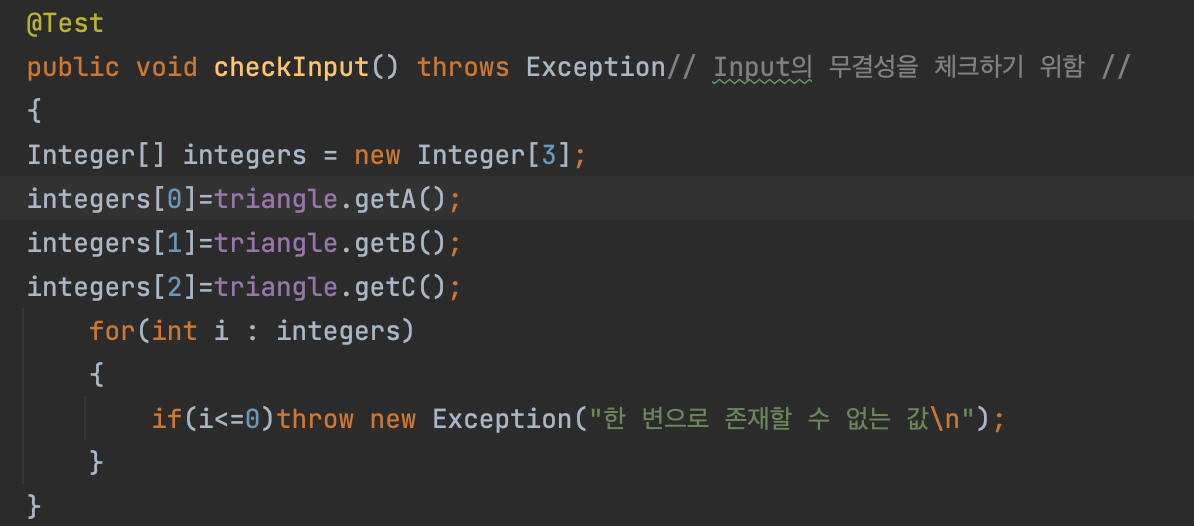 @Test
public void checkInput() throws Exception// Input의 무결성을 체크하기 위함 //
{
Integer[] integers = new Integer[3];
integers[0]=triangle.getA();
integers[1]=triangle.getB();
integers[2]=triangle.getC();
for(int i : integers)
{
if(i<=0)throw new Exception("한 변으로 존재할 수 없는 값\n");
}
}